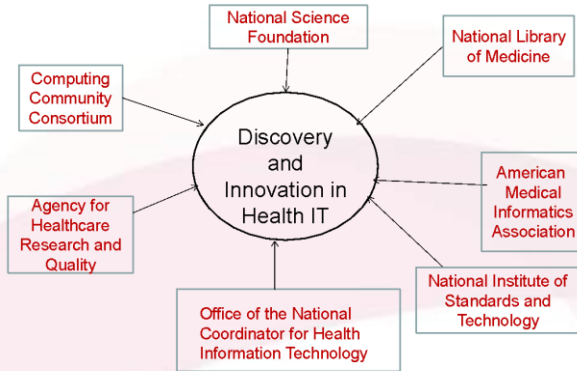 National Science
Foundation
National Library
of Medicine
Computing
Community
Consortium
Discovery
and
Innovation in
Health IT
American
Medical
Informatics
Association
Agency for
Healthcare
Research and
Quality
National Institute of
Standards and
Technology
Office of the National
Coordinator for Health
Information Technology